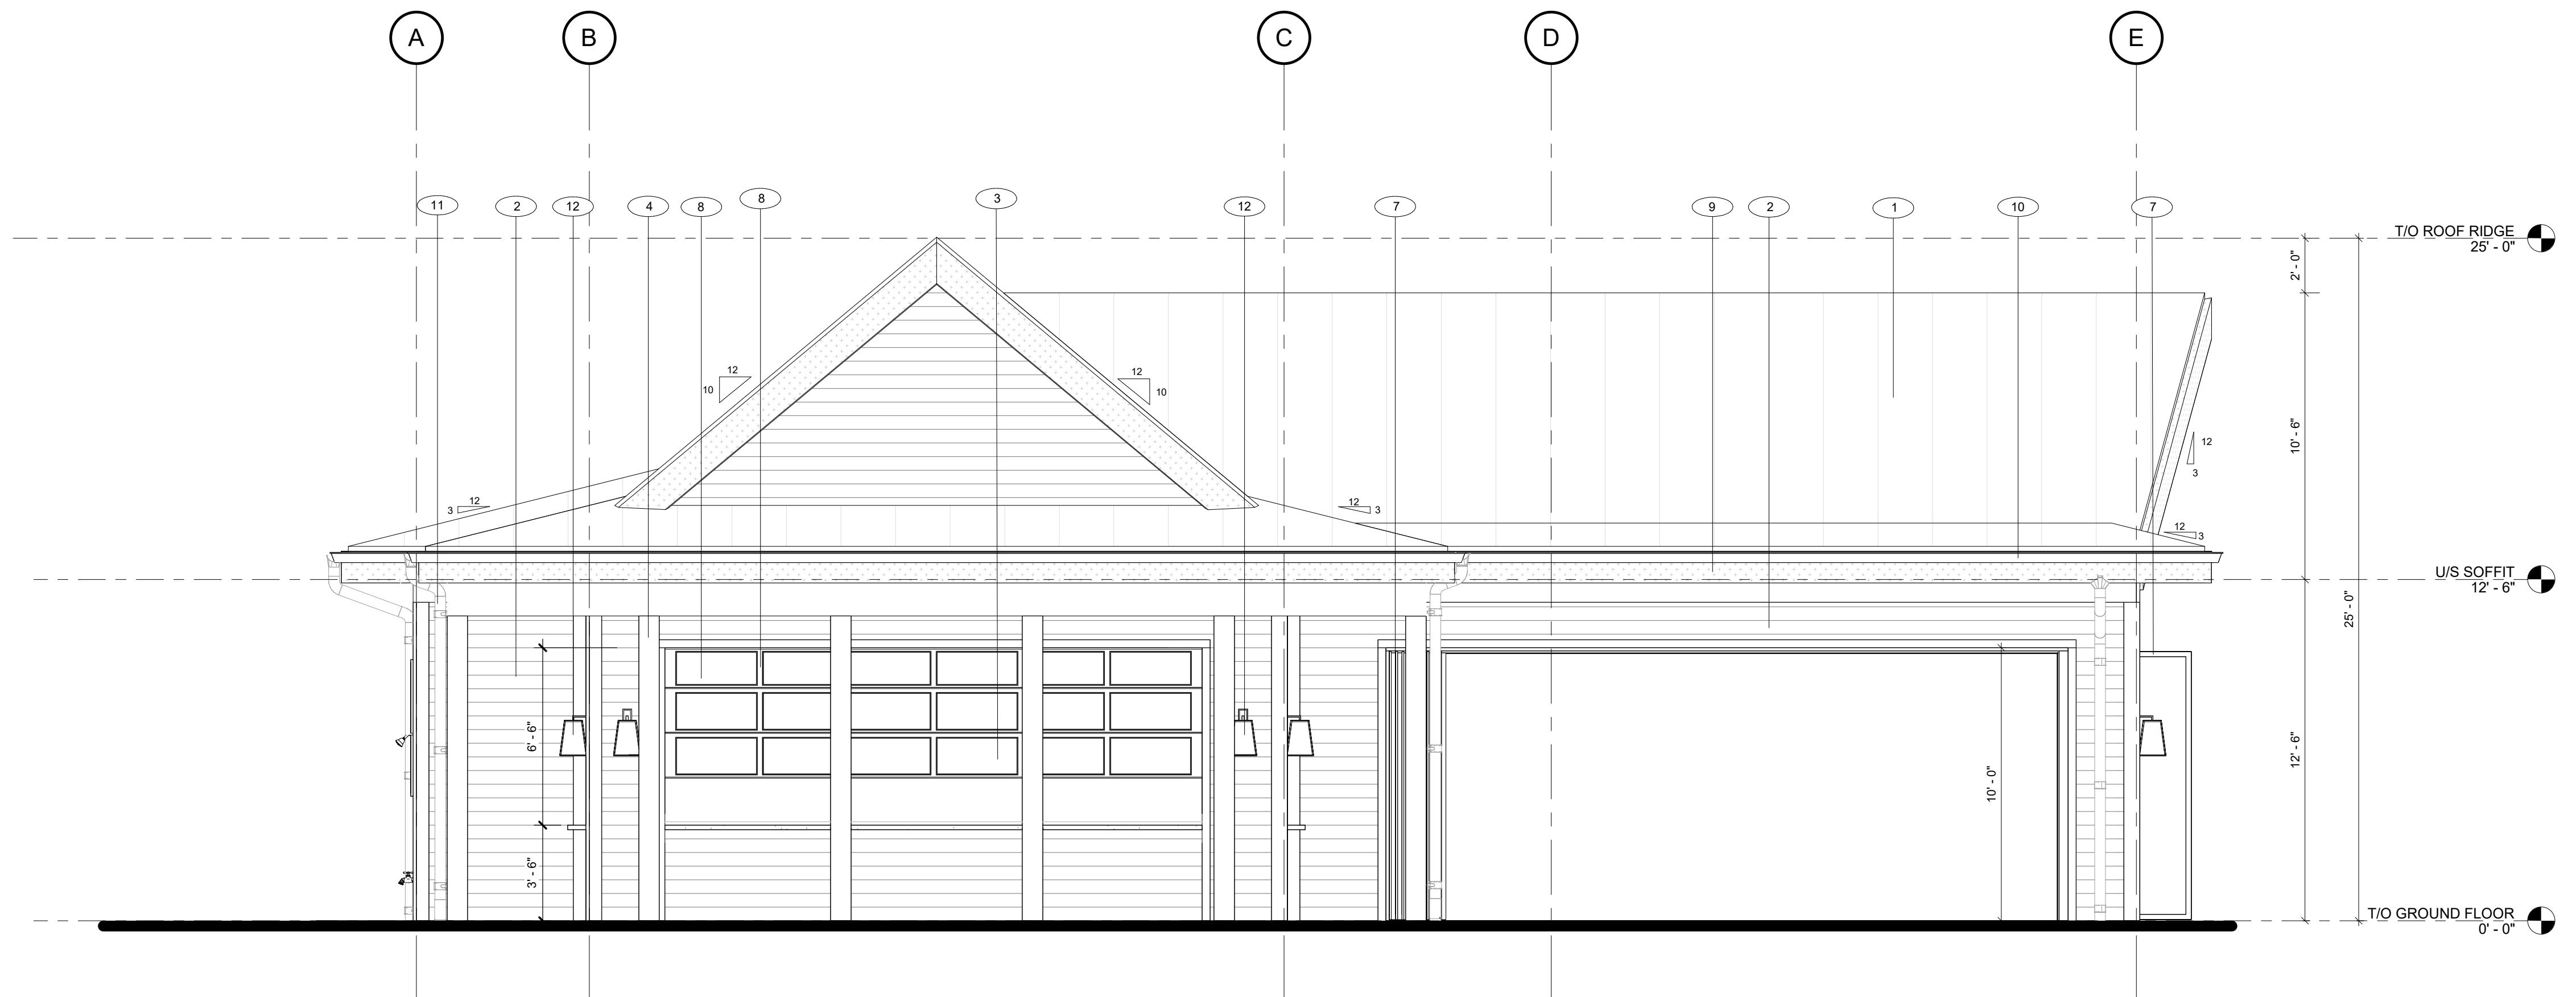 A
B
C
D
E
11
2
12
4
8
8
3
12
7
9
2
1
10
7
T/O ROOF RIDGE
25' - 0"
2' - 0"
12
10
12
10
10' - 6"
12
3
12
3
12
3
12
3
U/S SOFFIT
12' - 6"
25' - 0"
6' - 6"
12' - 6"
10' - 0"
3' - 6"
T/O GROUND FLOOR
0' - 0"